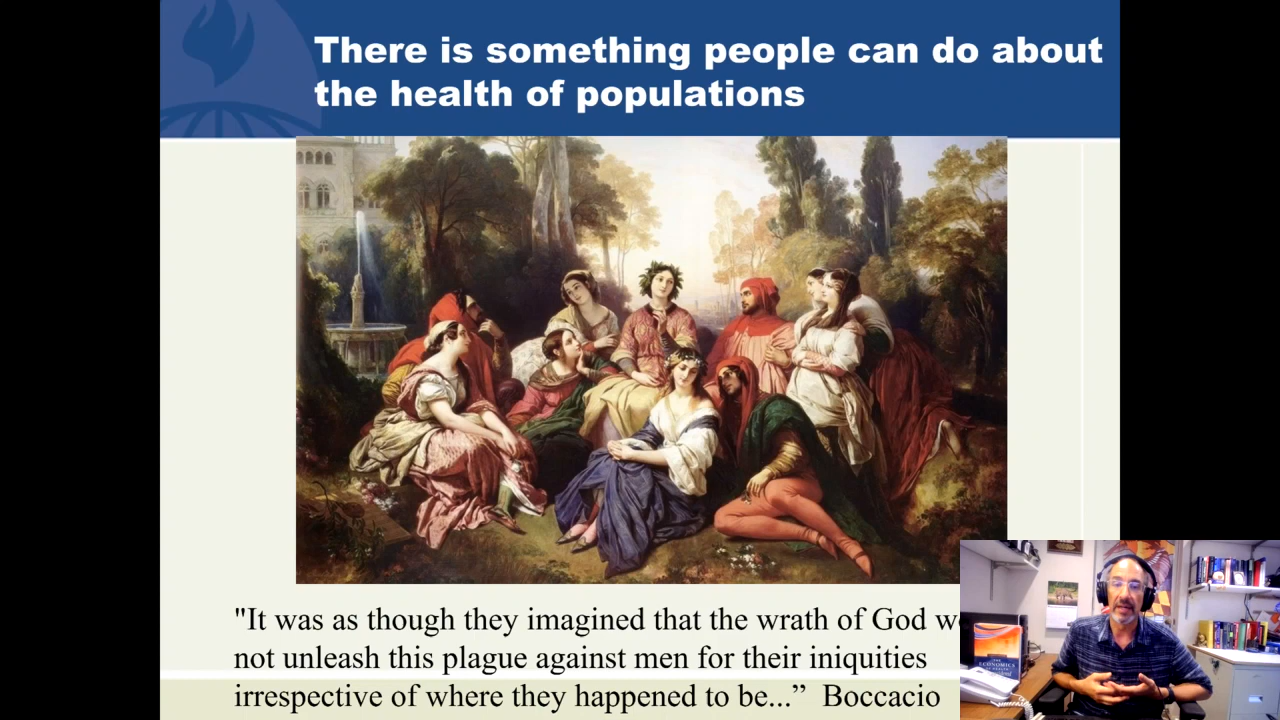 There is something people can do about
the health of populations
"It was as though they imagined that the wrath of God
not unleash this plague against men for their iniquities
irrespective of where they happened to be...” Boccacio
ECONOMICS